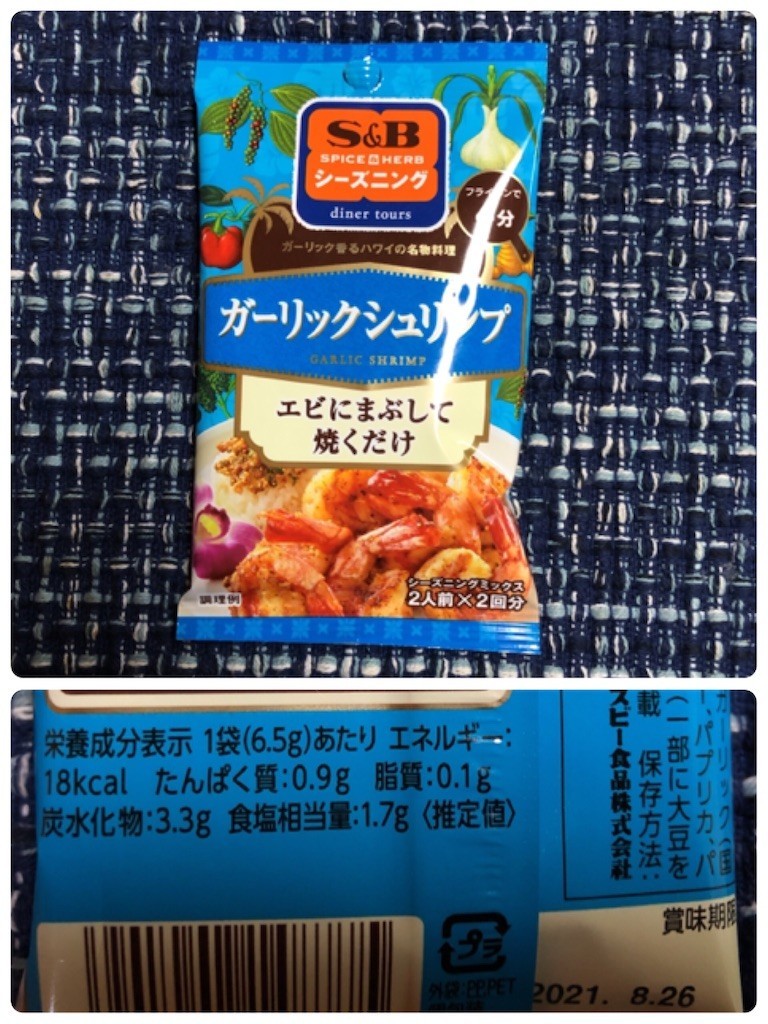 S&B
SPICE & HERB
シーズニング
diner tours
フライパンで
分
ガーリック香るハワイの名物料理
ガーリックシュリンプ
GARLIC SHRIMP
エビにまぶして
焼くだけ
シーズニングミックス
2人前×2回分
調理例
栄養成分表示 1袋(6.5g)あたり エネルギー:
18kcal たんぱく質:0.9g 脂質:0.1g
炭水化物:3.3g 食塩相当量:1.7g〈推定値〉
プラ
外袋:PP,PET
ガーリック(国
パプリカ、パ
(一部に大豆を
載 保存方法:
スビー食品株式会社
賞味期限
2021. 8.26